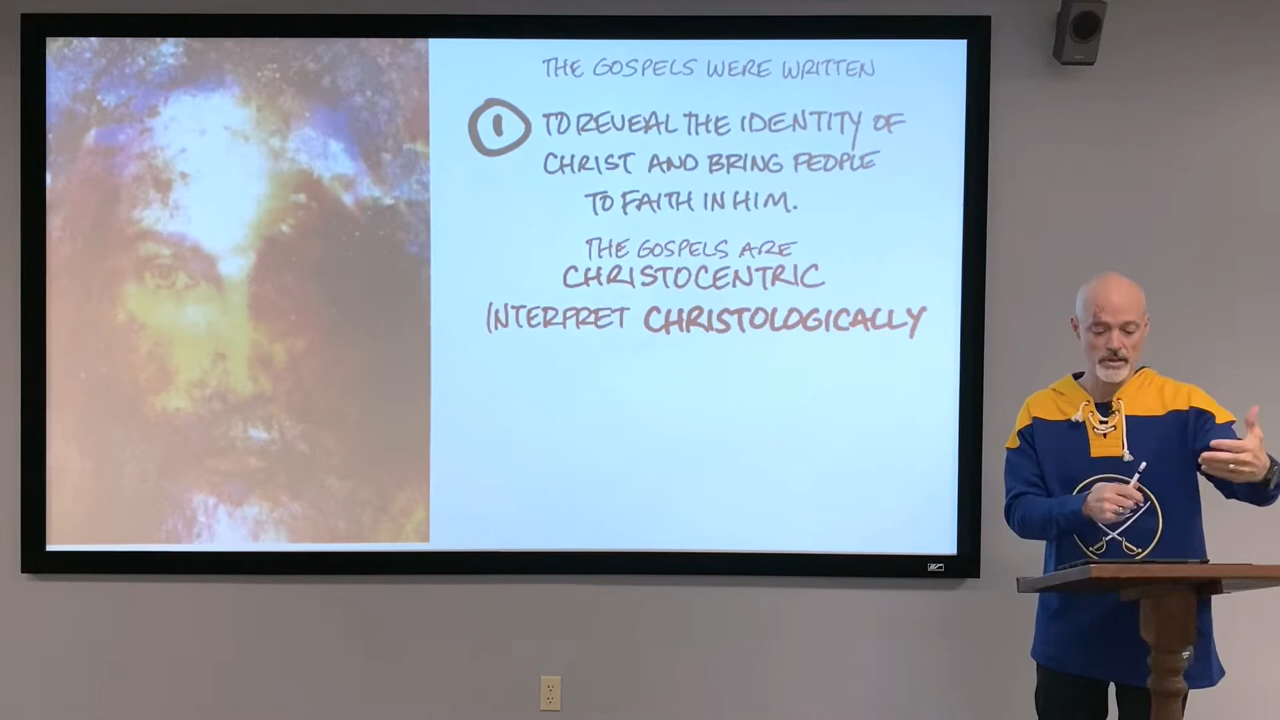 THE GOSPELS WERE WRITTEN
1 TO REVEAL THE IDENTITY OF
CHRIST AND BRING PEOPLE
TO FAITH IN HIM.
THE GOSPELS ARE
CHRISTOCENTRIC
INTERPRET CHRISTOLOGICALLY